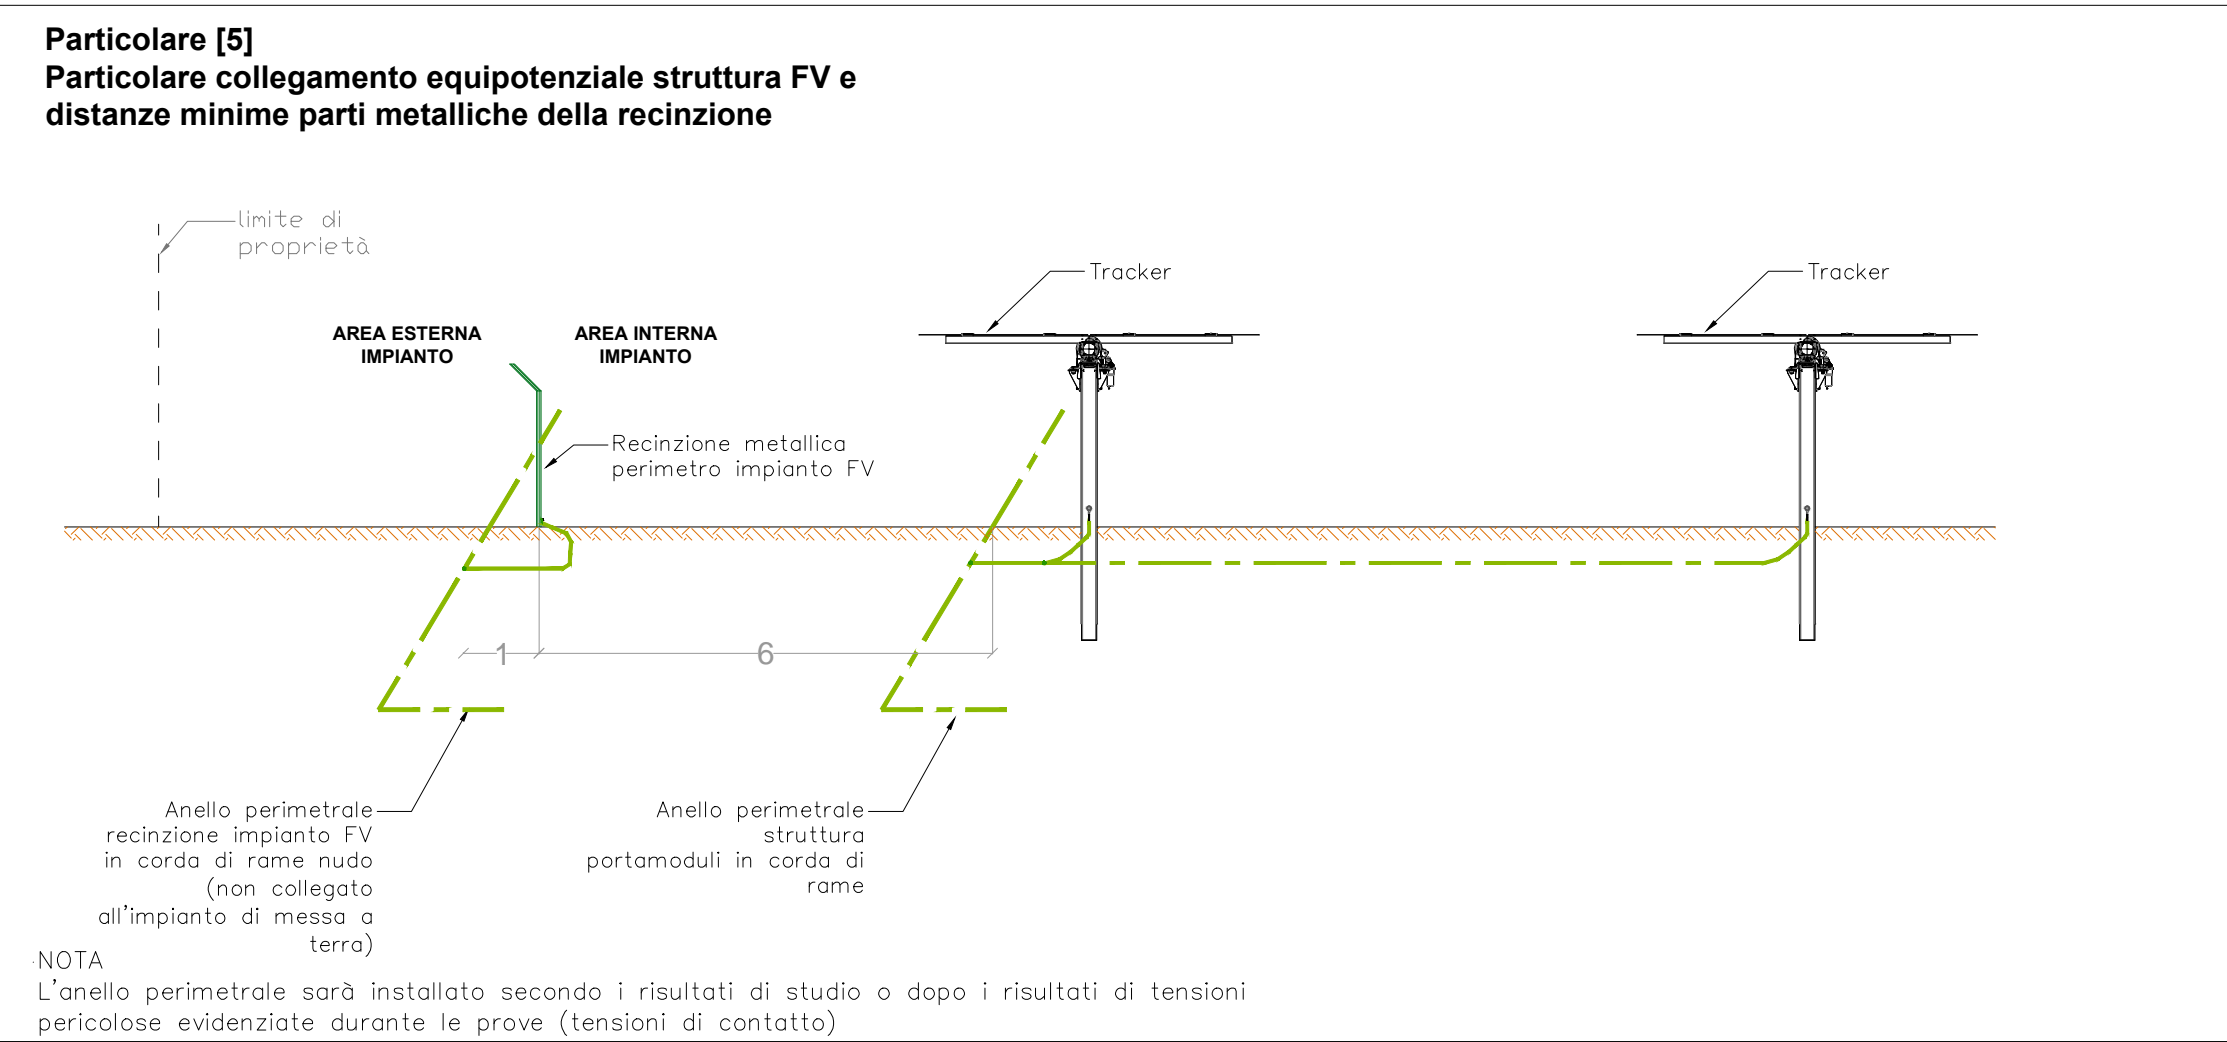 Particolare [5]
Particolare collegamento equipotenziale struttura FV e
distanze minime parti metalliche della recinzione
limite di
proprietà
Tracker
Tracker
AREA ESTERNA
IMPIANTO
AREA INTERNA
IMPIANTO
Recinzione metallica
perimetro impianto FV
1
6
Anello perimetrale
recinzione impianto FV
in corda di rame nudo
(non collegato
all'impianto di messa a
terra)
Anello perimetrale
struttura
portamoduli in corda di
rame
NOTA
L'anello perimetrale sarà installato secondo i risultati di studio o dopo i risultati di tensioni
pericolose evidenziate durante le prove (tensioni di contatto)